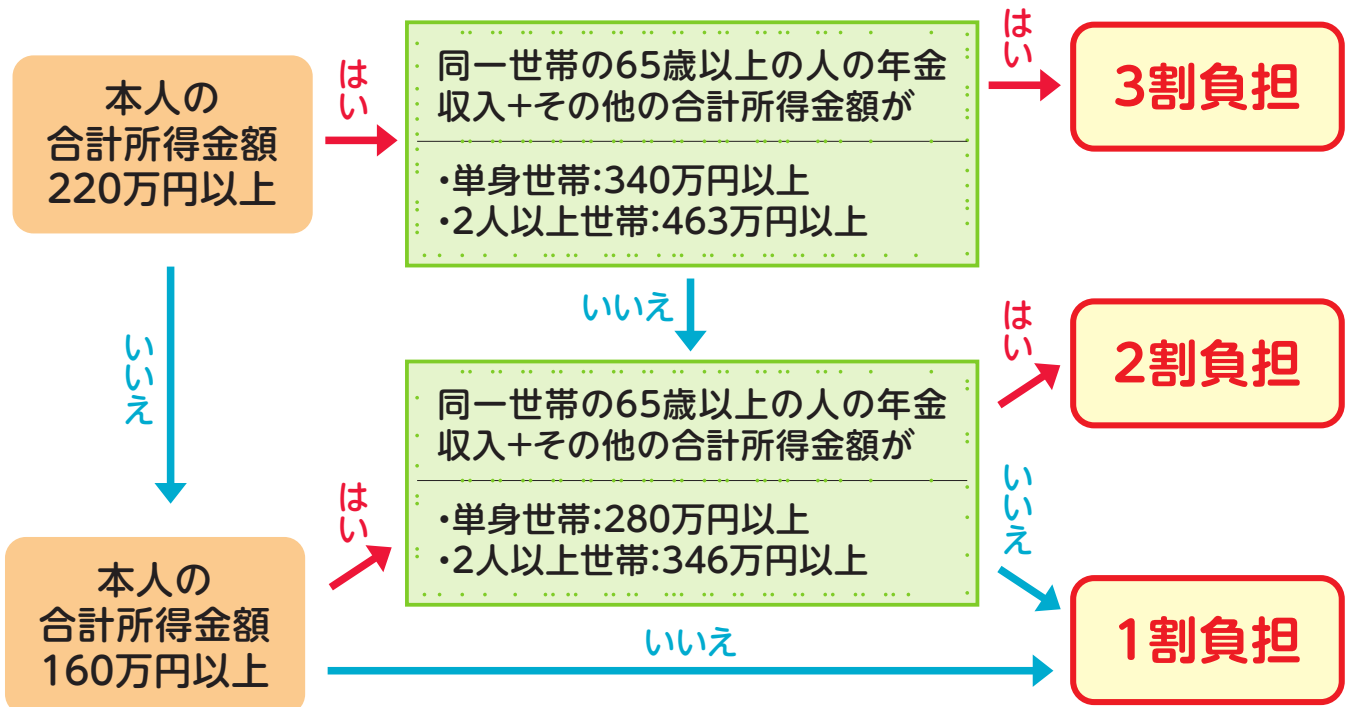 本人の
合計所得金額
220万円以上
はい
同一世帯の65歳以上の人の年金
収入+その他の合計所得金額が
・単身世帯:340万円以上
・2人以上世帯:463万円以上
はい
3割負担
いいえ
いいえ
本人の
合計所得金額
160万円以上
はい
同一世帯の65歳以上の人の年金
収入+その他の合計所得金額が
・単身世帯:280万円以上
・2人以上世帯:346万円以上
はい
2割負担
いいえ
いいえ
1割負担